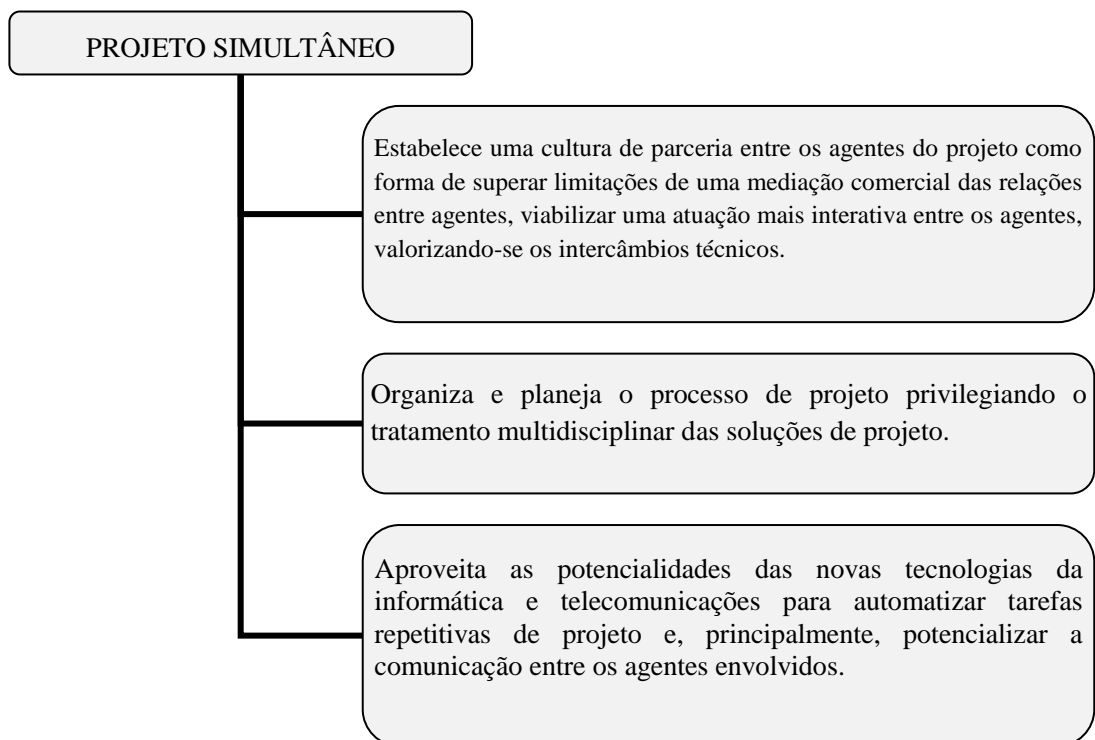 PROJETO SIMULTÂNEO
Estabelece uma cultura de parceria entre os agentes do projeto como
forma de superar limitações de uma mediação comercial das relações
entre agentes, viabilizar uma atuação mais interativa entre os agentes,
valorizando-se os intercâmbios técnicos.
Organiza e planeja o processo de projeto privilegiando o
tratamento multidisciplinar das soluções de projeto.
Aproveita as potencialidades das novas tecnologias da
informática e telecomunicações para automatizar tarefas
repetitivas de projeto e, principalmente, potencializar a
comunicação entre os agentes envolvidos.